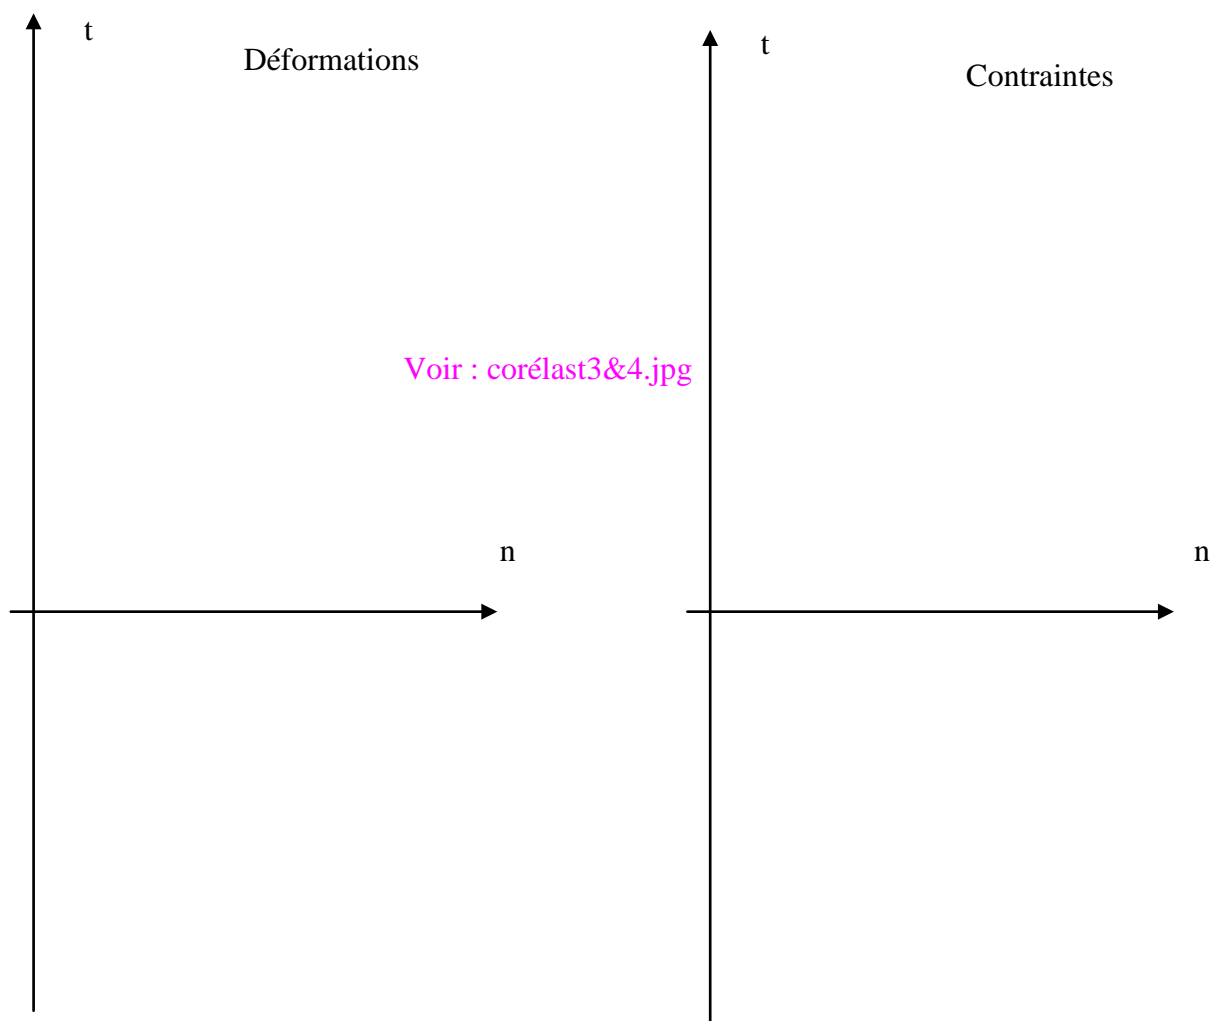 t
Déformations
t
Contraintes
Voir : corélast3&4.jpg
n
n